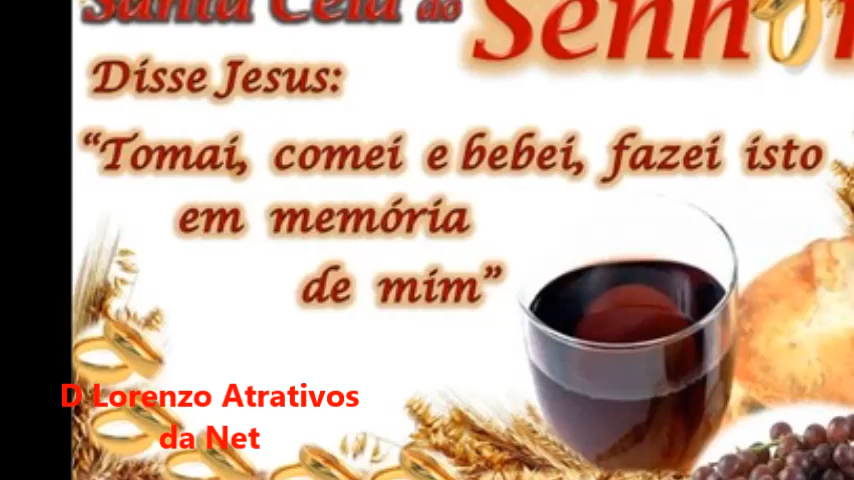 Santa Ceia do
Senhor
Disse Jesus:
“Tomai, comei e bebei, fazei isto
em memória
de mim”
D Lorenzo Atrativos
da Net